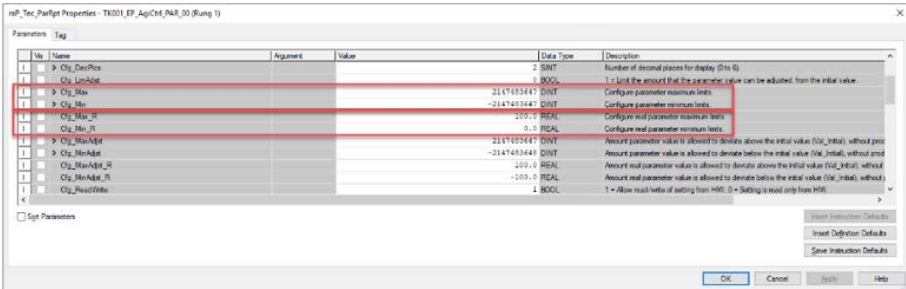 raP_Tec_ParRpt Properties - TK001_EP_AgiCtrl_PAR_00 (Rung 1)
Parameters Tag
Vis Name Argument Value Data Type Description
I > Cfg_DecPlcs 2 SINT Number of decimal places for display (0 to 6).
I Cfg_LimAdjst 0 BOOL 1 = Limit the amount that the parameter value can be adjusted, from the initial value.
I > Cfg_Max 2147483647 DINT Configure parameter maximum limits.
I > Cfg_Min -2147483648 DINT Configure parameter minimum limits.
I Cfg_Max_R 100.0 REAL Configure real parameter maximum limits
I Cfg_Min_R 0.0 REAL Configure real parameter minimum limits.
I > Cfg_MaxAdjst 2147483647 DINT Amount parameter value is allowed to deviate above the initial value (Val_Initial), without prod
I > Cfg_MinAdjst -2147483648 DINT Amount parameter value is allowed to deviate below the initial value (Val_Initial), without prod
I Cfg_MaxAdjst_R 100.0 REAL Amount real parameter value is allowed to deviate above the initial value (Val_Initial), without
I Cfg_MinAdjst_R -100.0 REAL Amount real parameter value is allowed to deviate below the initial value (Val_Initial), without p
I Cfg_ReadWrite 1 BOOL 1 = Allow read/write of setting from HMI. 0 = Setting is read only from HMI.
Sort Parameters
Insert Instruction Defaults
Insert Definition Defaults
Save Instruction Defaults
OK Cancel Apply Help